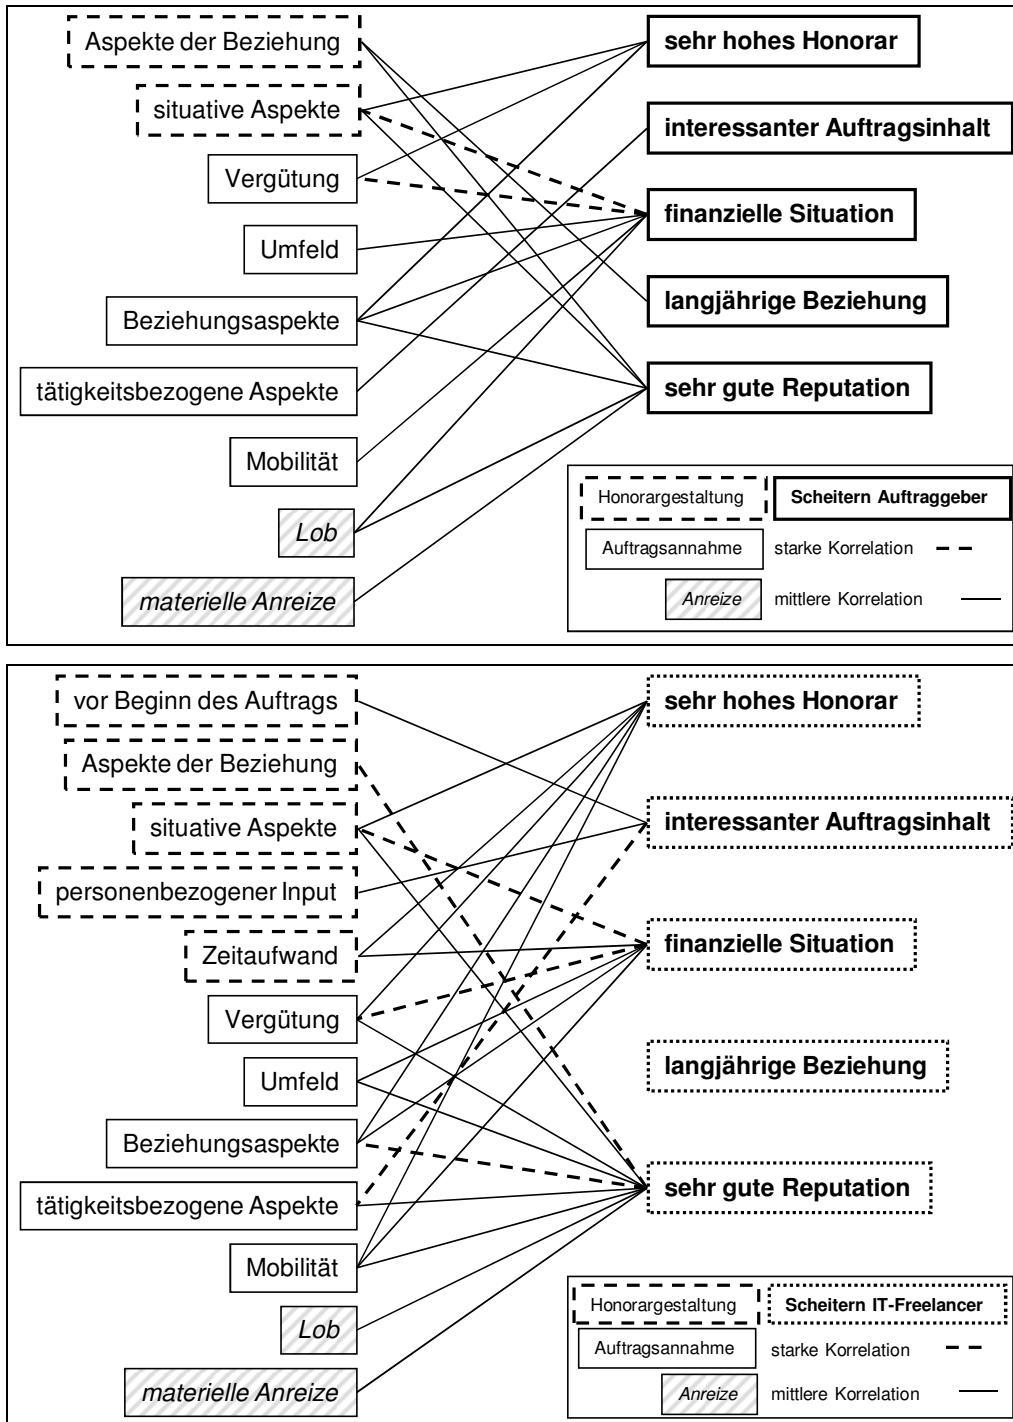 Aspekte der Beziehung
situative Aspekte
Vergütung
Umfeld
Beziehungsaspekte
tätigkeitsbezogene Aspekte
Mobilität
Lob
materielle Anreize
sehr hohes Honorar
interessanter Auftragsinhalt
finanzielle Situation
langjährige Beziehung
sehr gute Reputation
Honorargestaltung
Scheitern Auftraggeber
Auftragsannahme
starke Korrelation
Anreize
mittlere Korrelation
vor Beginn des Auftrags
Aspekte der Beziehung
situative Aspekte
personenbezogener Input
Zeitaufwand
Vergütung
Umfeld
Beziehungsaspekte
tätigkeitsbezogene Aspekte
Mobilität
Lob
materielle Anreize
sehr hohes Honorar
interessanter Auftragsinhalt
finanzielle Situation
langjährige Beziehung
sehr gute Reputation
Honorargestaltung
Scheitern IT-Freelancer
Auftragsannahme
starke Korrelation
Anreize
mittlere Korrelation